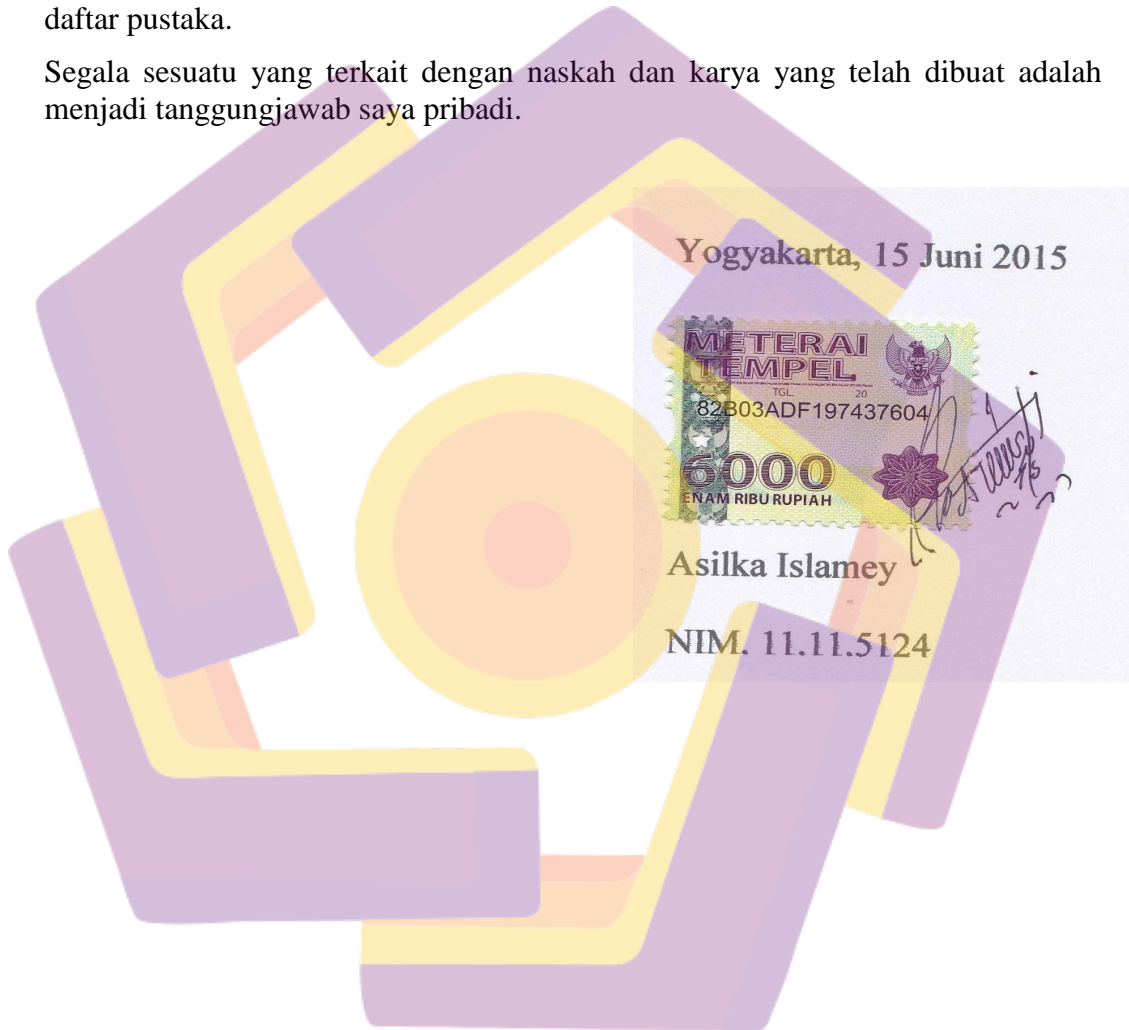 daftar pustaka.
Segala sesuatu yang terkait dengan naskah dan karya yang telah dibuat adalah
menjadi tanggungjawab saya pribadi.
Yogyakarta, 15 Juni 2015
METERAI
TEMPEL
TGL. 20
82B03ADF197437604
6000
ENAM RIBU RUPIAH
Asilka Islamey
NIM. 11.11.5124